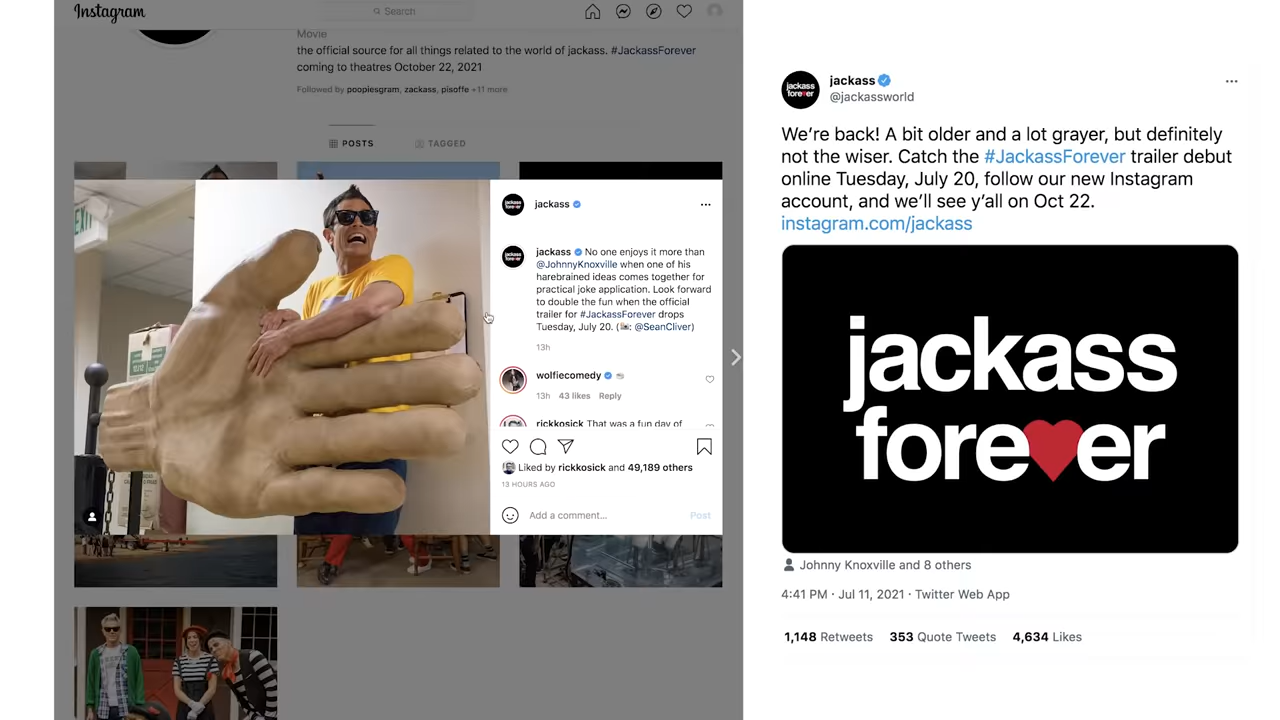 Instagram
Search
Movie
the official source for all things related to the world of jackass. #JackassForever
coming to theatres October 22, 2021
Followed by poopiesgram, zackass, pisoffe +11 more
POSTS
TAGGED
EXIT
jackass
forever
jackass
jackass
forever
jackass No one enjoys it more than
@JohnnyKnoxville when one of his
harebrained ideas comes together for
practical joke application. Look forward
to double the fun when the official
trailer for #JackassForever drops
Tuesday, July 20. (📷: @SeanCliver)
13h
wolfiecomedy
13h 43 likes Reply
rickkosick That was a fun day of
Liked by rickkosick and 49,189 others
13 HOURS AGO
Add a comment...
Post
jackass
forever
jackass
@jackassworld
We're back! A bit older and a lot grayer, but definitely
not the wiser. Catch the #JackassForever trailer debut
online Tuesday, July 20, follow our new Instagram
account, and we'll see y'all on Oct 22.
instagram.com/jackass
jackass
fore♥er
Johnny Knoxville and 8 others
4:41 PM · Jul 11, 2021 · Twitter Web App
1,148 Retweets 353 Quote Tweets 4,634 Likes